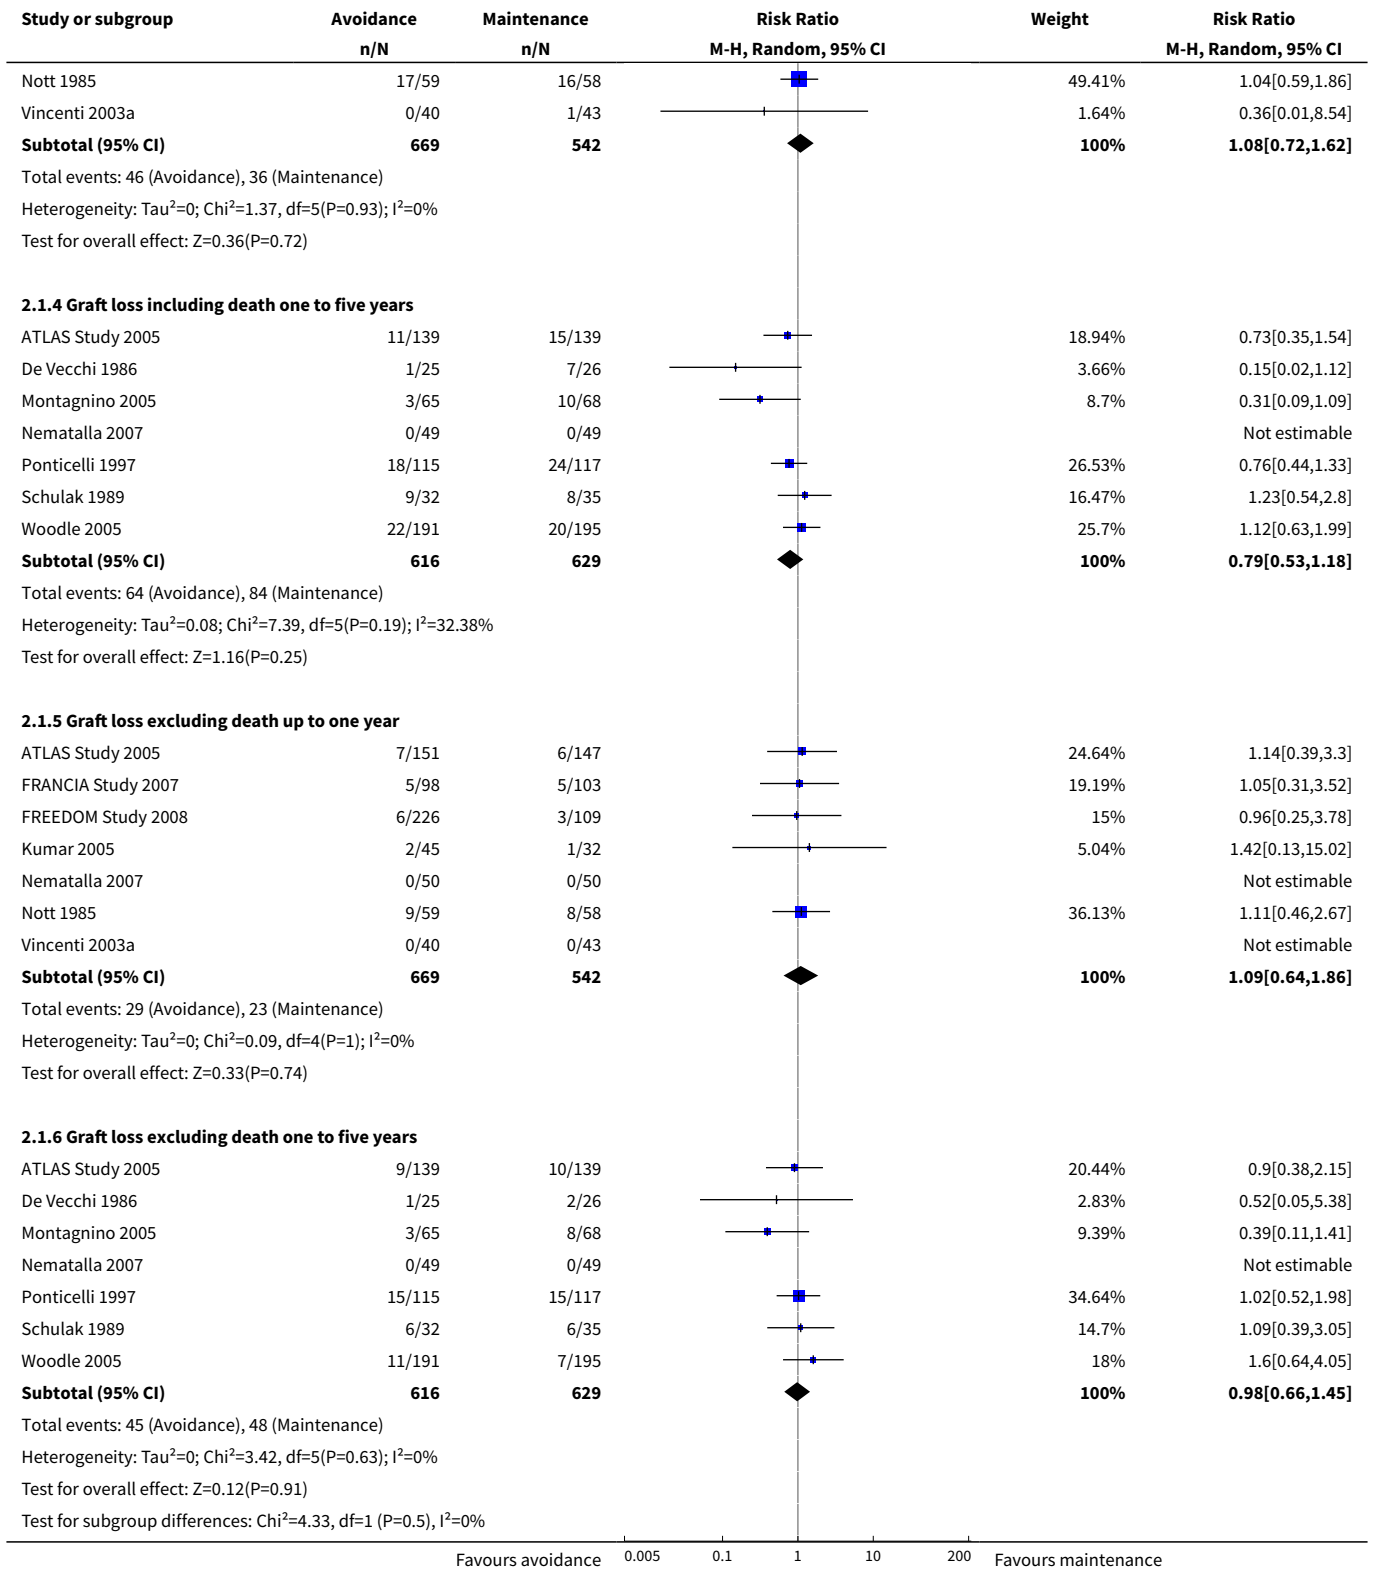 Study or subgroup Avoidance Maintenance Risk Ratio Weight Risk Ratio
n/N n/N M-H, Random, 95% CI M-H, Random, 95% CI
Nott 1985 17/59 16/58 49.41% 1.04[0.59,1.86]
Vincenti 2003a 0/40 1/43 1.64% 0.36[0.01,8.54]
Subtotal (95% CI) 669 542 100% 1.08[0.72,1.62]
Total events: 46 (Avoidance), 36 (Maintenance)
Heterogeneity: Tau²=0; Chi²=1.37, df=5(P=0.93); I²=0%
Test for overall effect: Z=0.36(P=0.72)
2.1.4 Graft loss including death one to five years
ATLAS Study 2005 11/139 15/139 18.94% 0.73[0.35,1.54]
De Vecchi 1986 1/25 7/26 3.66% 0.15[0.02,1.12]
Montagnino 2005 3/65 10/68 8.7% 0.31[0.09,1.09]
Nematalla 2007 0/49 0/49 Not estimable
Ponticelli 1997 18/115 24/117 26.53% 0.76[0.44,1.33]
Schulak 1989 9/32 8/35 16.47% 1.23[0.54,2.8]
Woodle 2005 22/191 20/195 25.7% 1.12[0.63,1.99]
Subtotal (95% CI) 616 629 100% 0.79[0.53,1.18]
Total events: 64 (Avoidance), 84 (Maintenance)
Heterogeneity: Tau²=0.08; Chi²=7.39, df=5(P=0.19); I²=32.38%
Test for overall effect: Z=1.16(P=0.25)
2.1.5 Graft loss excluding death up to one year
ATLAS Study 2005 7/151 6/147 24.64% 1.14[0.39,3.3]
FRANCIA Study 2007 5/98 5/103 19.19% 1.05[0.31,3.52]
FREEDOM Study 2008 6/226 3/109 15% 0.96[0.25,3.78]
Kumar 2005 2/45 1/32 5.04% 1.42[0.13,15.02]
Nematalla 2007 0/50 0/50 Not estimable
Nott 1985 9/59 8/58 36.13% 1.11[0.46,2.67]
Vincenti 2003a 0/40 0/43 Not estimable
Subtotal (95% CI) 669 542 100% 1.09[0.64,1.86]
Total events: 29 (Avoidance), 23 (Maintenance)
Heterogeneity: Tau²=0; Chi²=0.09, df=4(P=1); I²=0%
Test for overall effect: Z=0.33(P=0.74)
2.1.6 Graft loss excluding death one to five years
ATLAS Study 2005 9/139 10/139 20.44% 0.9[0.38,2.15]
De Vecchi 1986 1/25 2/26 2.83% 0.52[0.05,5.38]
Montagnino 2005 3/65 8/68 9.39% 0.39[0.11,1.41]
Nematalla 2007 0/49 0/49 Not estimable
Ponticelli 1997 15/115 15/117 34.64% 1.02[0.52,1.98]
Schulak 1989 6/32 6/35 14.7% 1.09[0.39,3.05]
Woodle 2005 11/191 7/195 18% 1.6[0.64,4.05]
Subtotal (95% CI) 616 629 100% 0.98[0.66,1.45]
Total events: 45 (Avoidance), 48 (Maintenance)
Heterogeneity: Tau²=0; Chi²=3.42, df=5(P=0.63); I²=0%
Test for overall effect: Z=0.12(P=0.91)
Test for subgroup differences: Chi²=4.33, df=1 (P=0.5), I²=0%
Favours avoidance 0.005 0.1 1 10 200 Favours maintenance